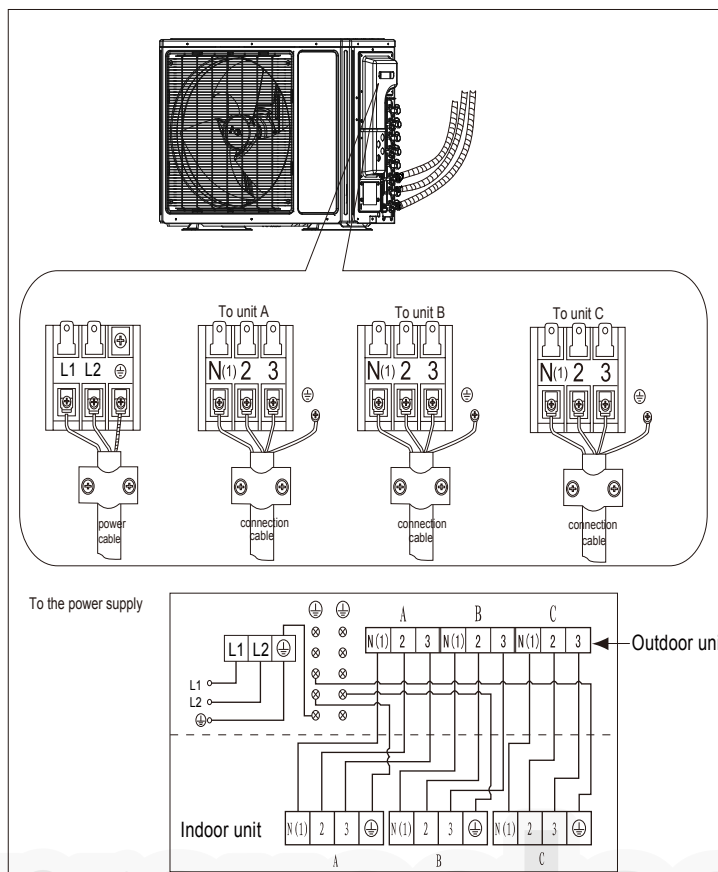 To unit A
To unit B
To unit C
L1 L2 ⏚
N(1) 2 3
⏚
N(1) 2 3
⏚
N(1) 2 3
⏚
power
cable
connection
cable
connection
cable
connection
cable
To the power supply
⏚ ⏚
A B C
N(1) 2 3 N(1) 2 3 N(1) 2 3
Outdoor uni
L1 L2 ⏚
L1
L2
⏚
Indoor unit
N(1) 2 3 ⏚ N(1) 2 3 ⏚ N(1) 2 3 ⏚
A B C